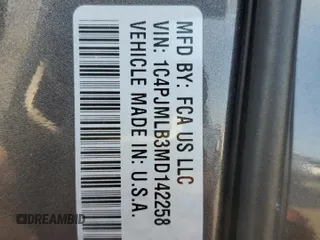 MFD BY: FCA US LLC
VIN: 1C4PJMLB3MD142258
VEHICLE MADE IN: U.S.A.
DREAMBID